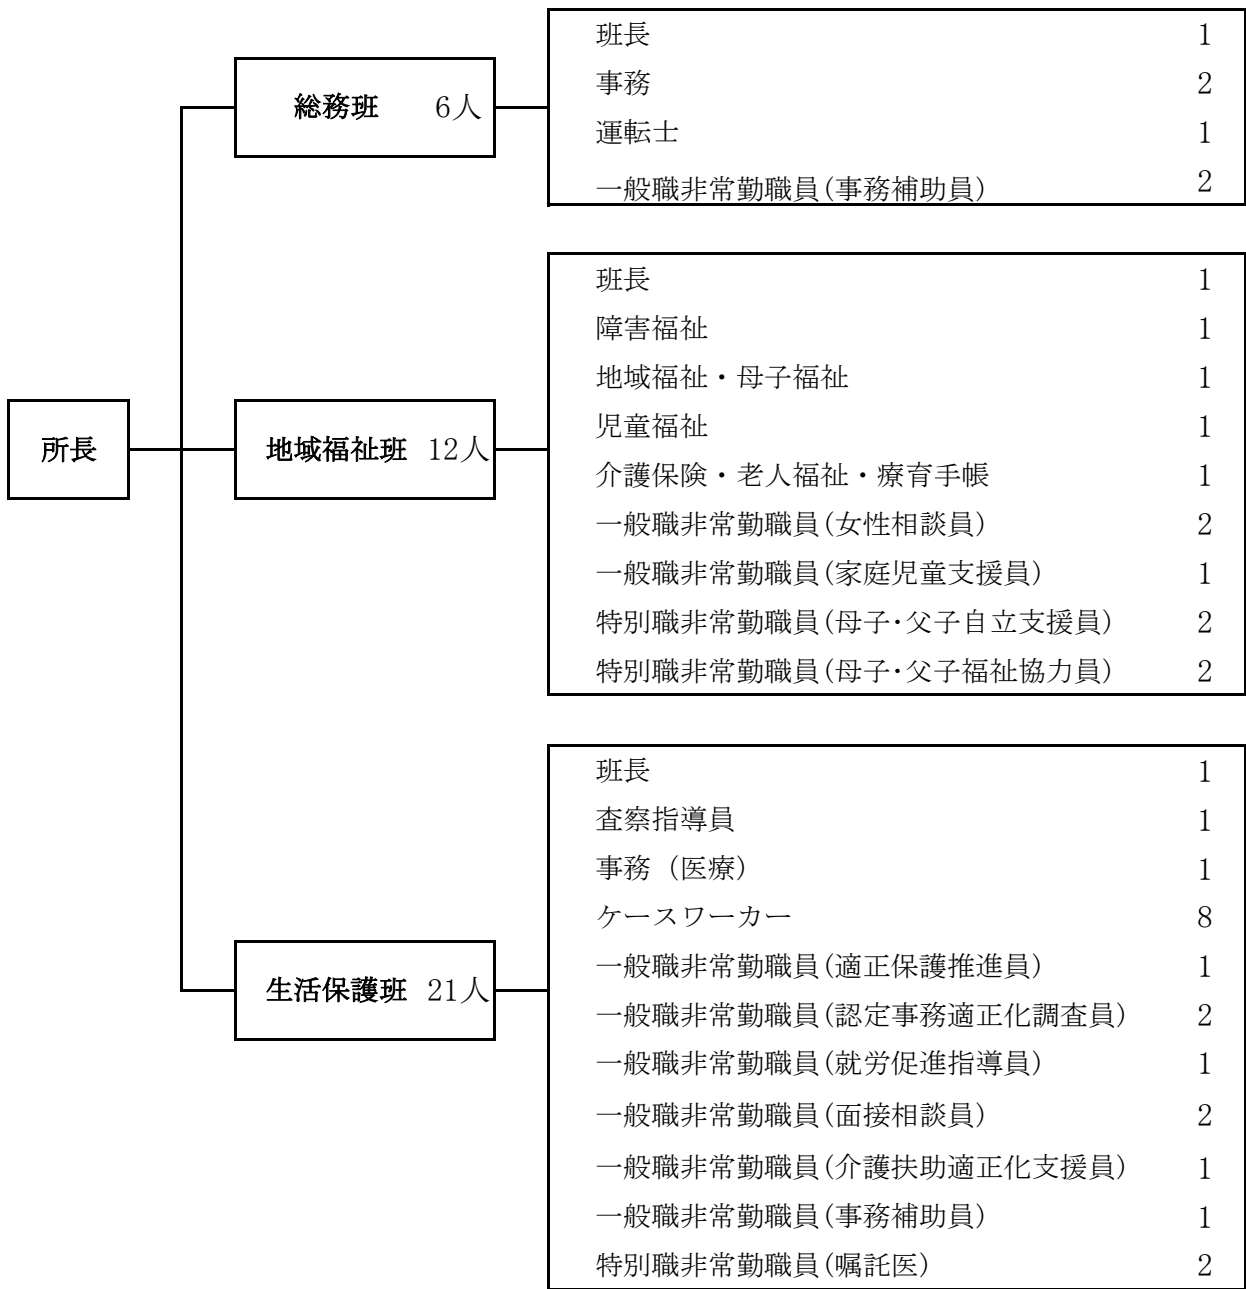 所長
総務班 6人
班長 1
事務 2
運転士 1
一般職非常勤職員(事務補助員) 2
地域福祉班 12人
班長 1
障害福祉 1
地域福祉・母子福祉 1
児童福祉 1
介護保険・老人福祉・療育手帳 1
一般職非常勤職員(女性相談員) 2
一般職非常勤職員(家庭児童支援員) 1
特別職非常勤職員(母子･父子自立支援員) 2
特別職非常勤職員(母子･父子福祉協力員) 2
生活保護班 21人
班長 1
査察指導員 1
事務（医療） 1
ケースワーカー 8
一般職非常勤職員(適正保護推進員) 1
一般職非常勤職員(認定事務適正化調査員) 2
一般職非常勤職員(就労促進指導員) 1
一般職非常勤職員(面接相談員) 2
一般職非常勤職員(介護扶助適正化支援員) 1
一般職非常勤職員(事務補助員) 1
特別職非常勤職員(嘱託医) 2